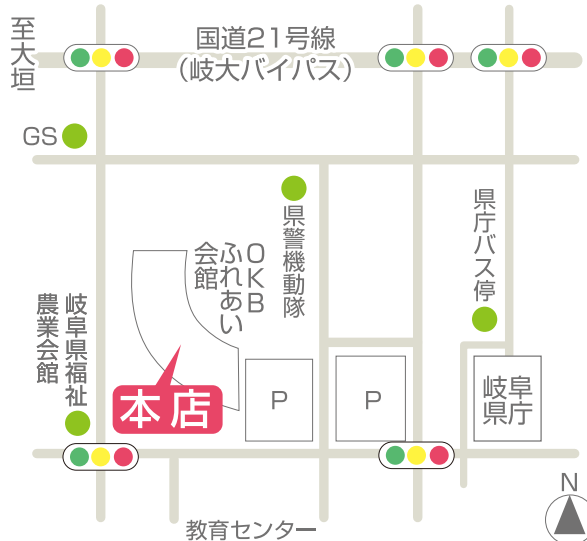 至大垣
国道21号線
(岐大バイパス)
GS
県警機動隊
県庁バス停
OKB
ふれあい
会館
岐阜県福祉
農業会館
本店
P
P
岐阜
県庁
教育センター
N